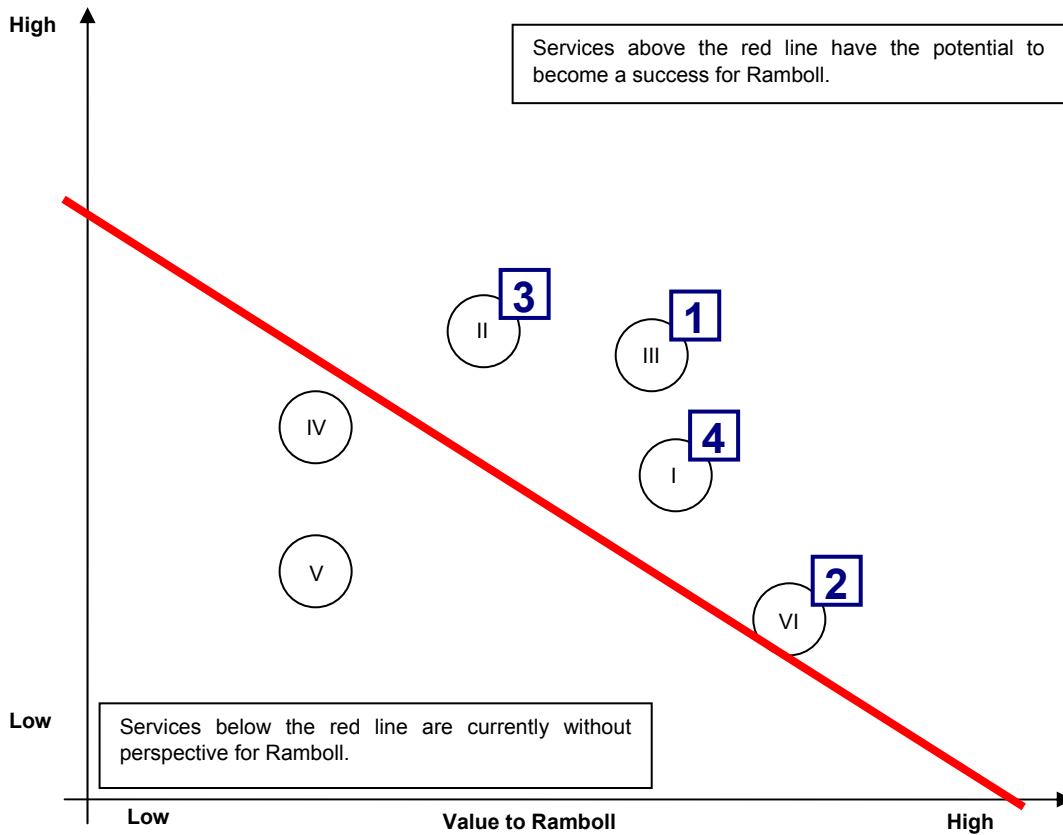 High
Services above the red line have the potential to
become a success for Ramboll.
3
1
II
III
4
IV
I
V
2
VI
Low
Services below the red line are currently without
perspective for Ramboll.
Low
Value to Ramboll
High